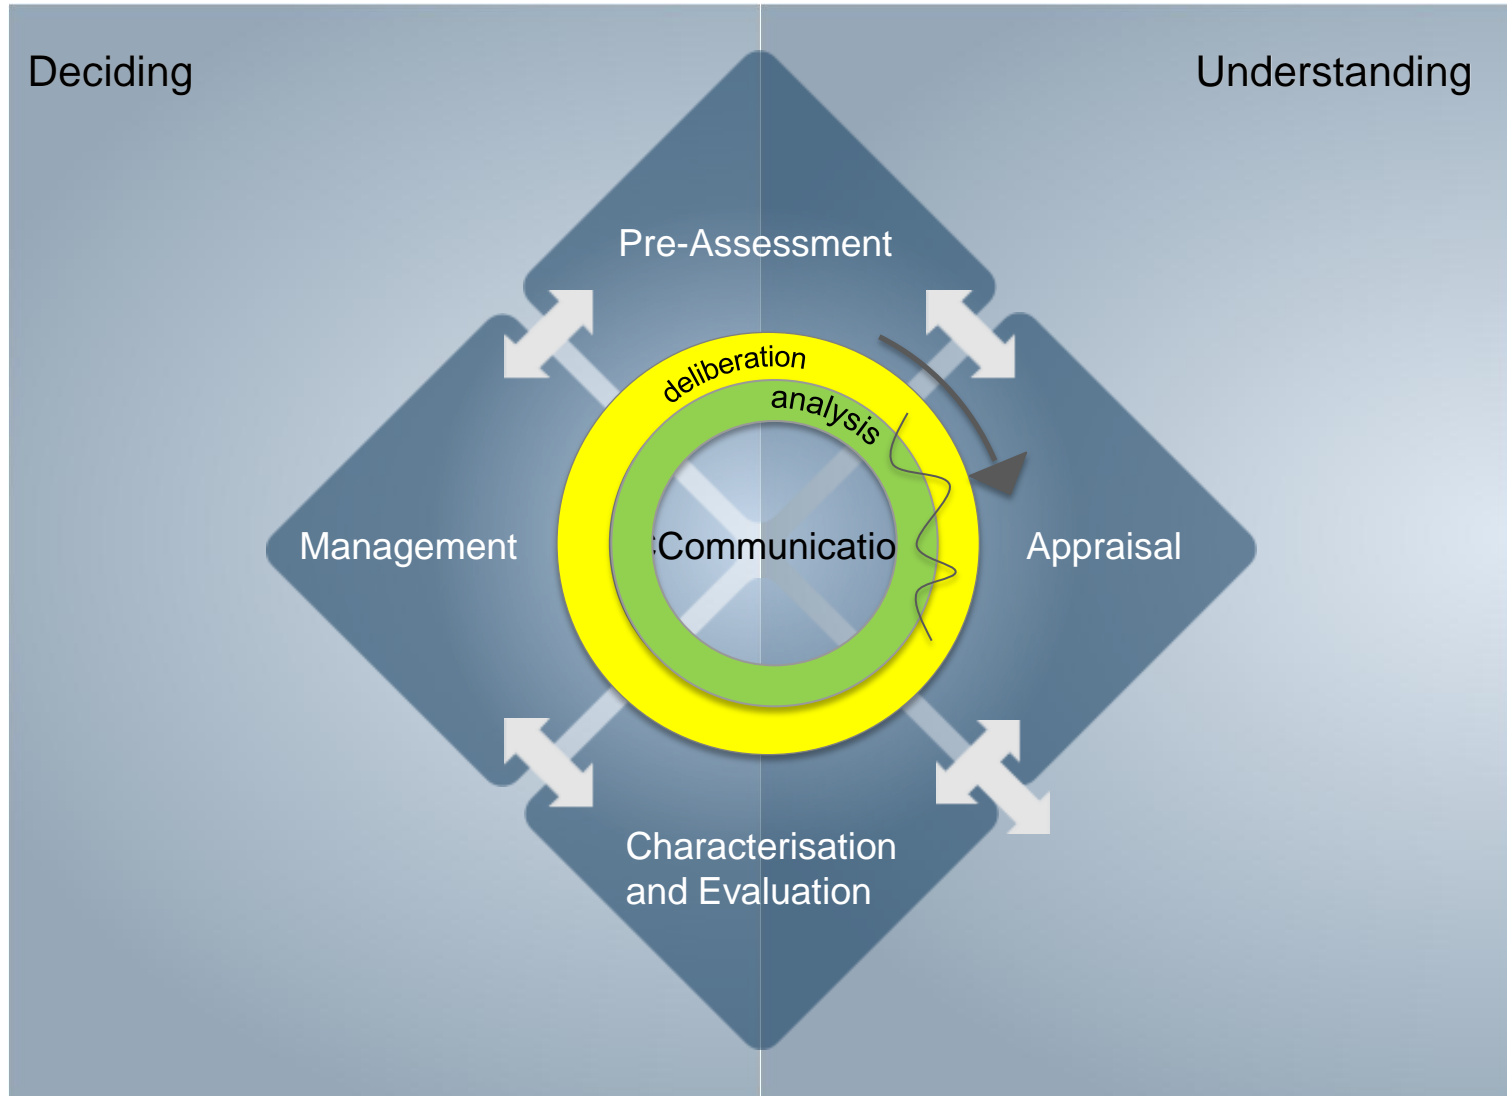 Deciding
Understanding
Pre-Assessment
deliberation
analysis
Management
Communicatio
Appraisal
Characterisation
and Evaluation